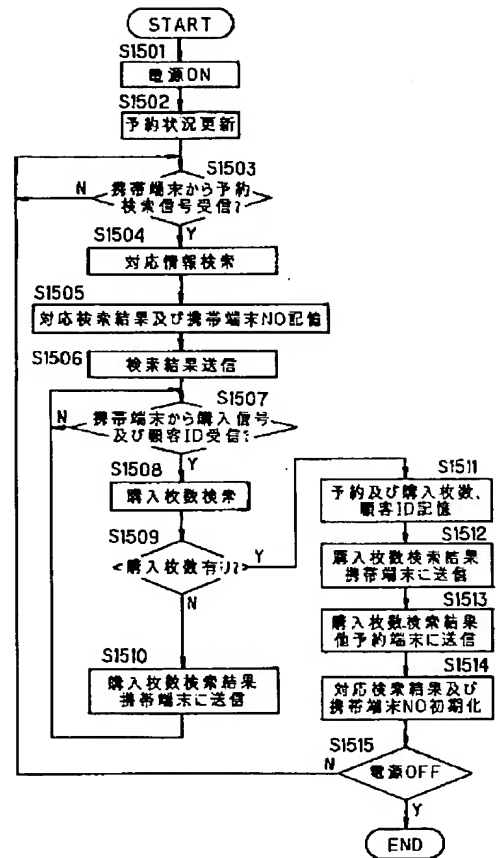 START
S1501
電源ON
S1502
予約状況更新
S1503
N
携帯端末から予約
検索信号受信?
Y
S1504
対応情報検索
S1505
対応検索結果及び携帯端末NO記憶
S1506
検索結果送信
S1507
N
携帯端末から購入信号
及び顧客ID受信?
Y
S1508
購入枚数検索
S1509
購入枚数有り?
Y
N
S1510
購入枚数検索結果
携帯端末に送信
S1511
予約及び購入枚数、
顧客ID記憶
S1512
購入枚数検索結果
携帯端末に送信
S1513
購入枚数検索結果
他予約端末に送信
S1514
対応検索結果及び
携帯端末NO初期化
S1515
N
電源OFF
Y
END